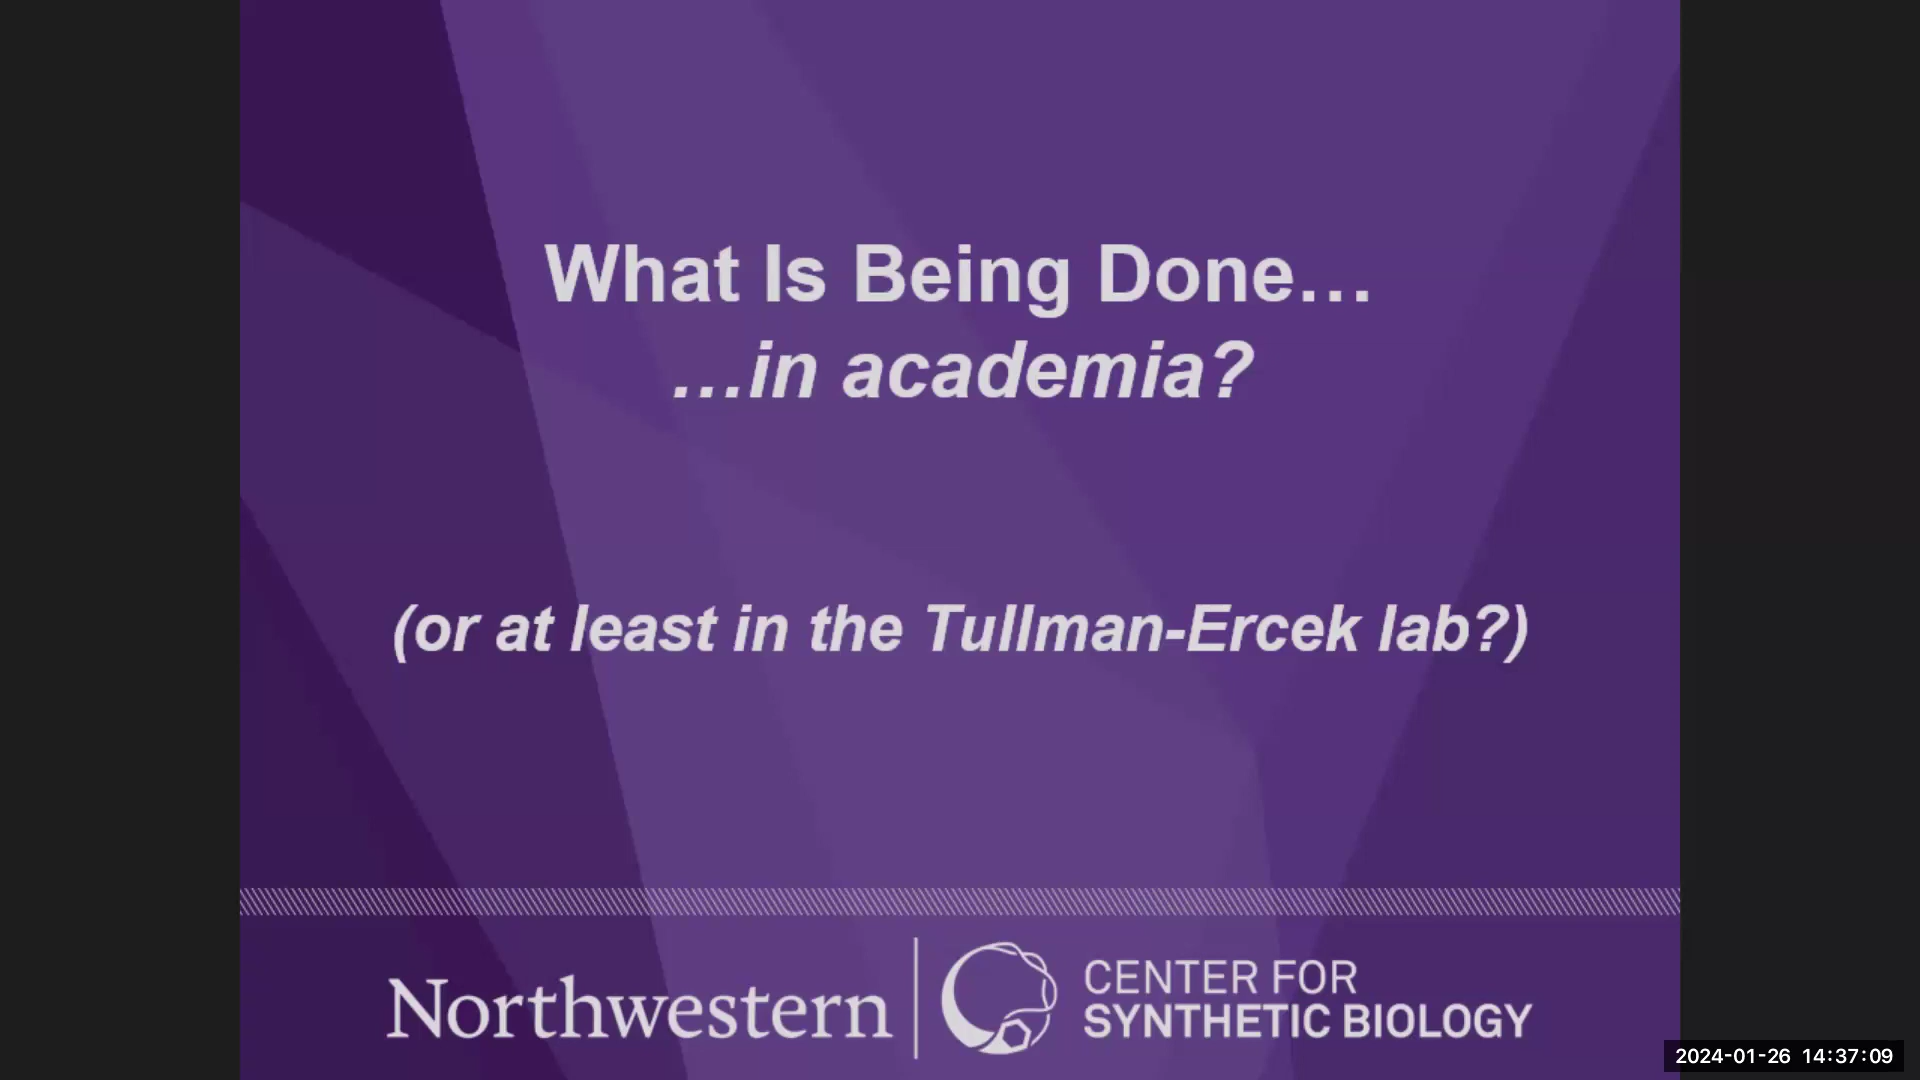 What Is Being Done…
…in academia?
(or at least in the Tullman-Ercek lab?)
Northwestern
CENTER FOR
SYNTHETIC BIOLOGY
2024-01-26 14:37:09